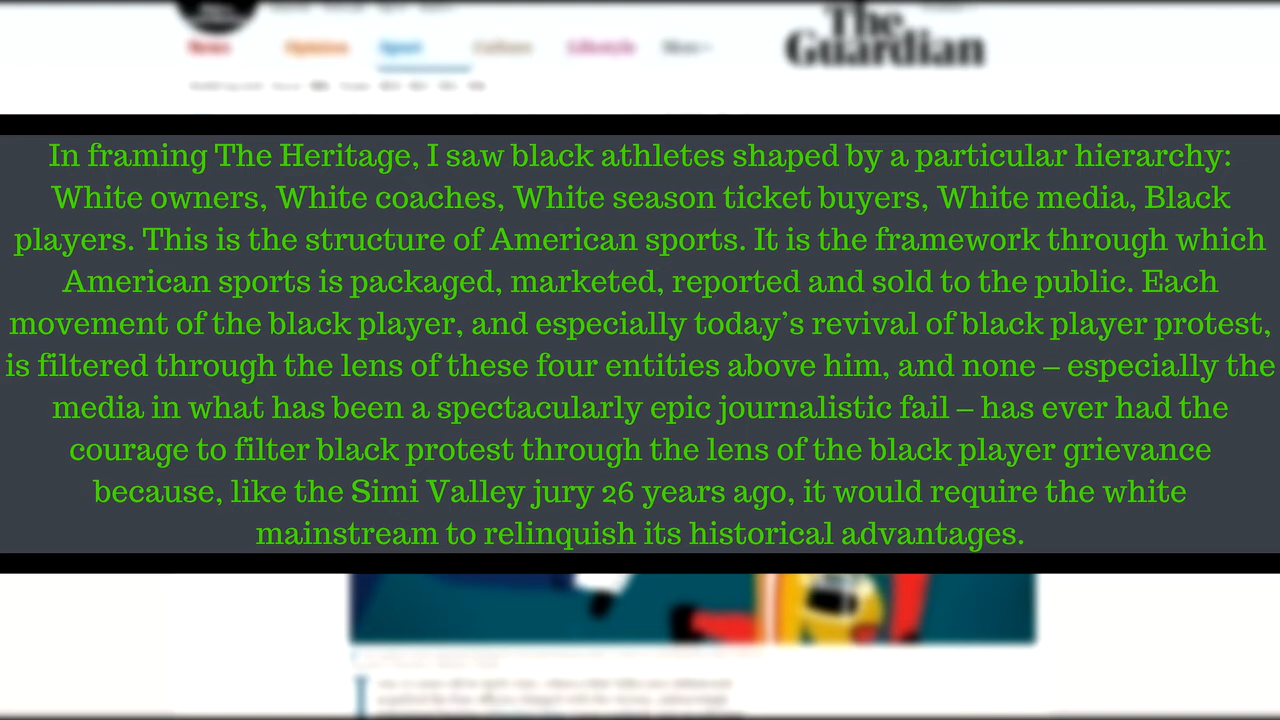 The
Guardian
News Opinion Sport Culture Lifestyle More
In framing The Heritage, I saw black athletes shaped by a particular hierarchy:
White owners, White coaches, White season ticket buyers, White media, Black
players. This is the structure of American sports. It is the framework through which
American sports is packaged, marketed, reported and sold to the public. Each
movement of the black player, and especially today’s revival of black player protest,
is filtered through the lens of these four entities above him, and none – especially the
media in what has been a spectacularly epic journalistic fail – has ever had the
courage to filter black protest through the lens of the black player grievance
because, like the Simi Valley jury 26 years ago, it would require the white
mainstream to relinquish its historical advantages.